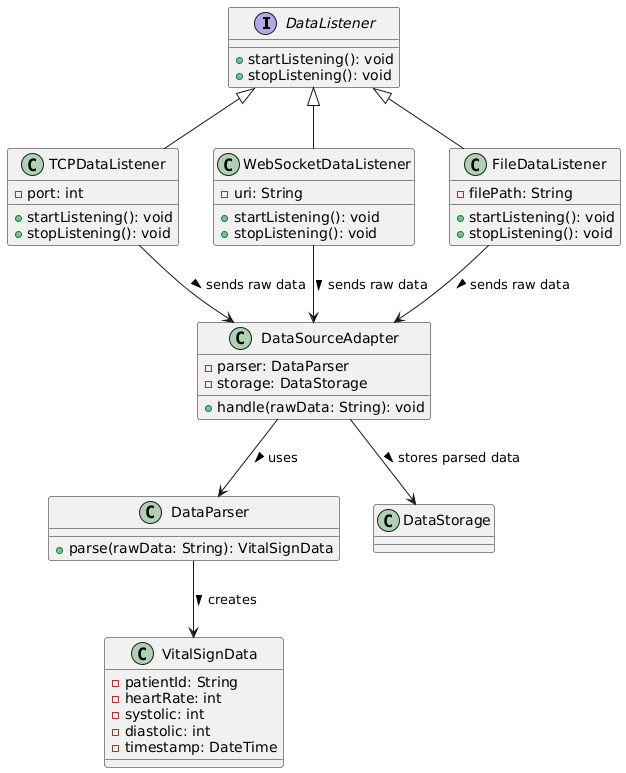 I DataListener
startListening(): void
stopListening(): void
C TCPDataListener
port: int
startListening(): void
stopListening(): void
C WebSocketDataListener
uri: String
startListening(): void
stopListening(): void
C FileDataListener
filePath: String
startListening(): void
stopListening(): void
sends raw data
sends raw data
sends raw data
C DataSourceAdapter
parser: DataParser
storage: DataStorage
handle(rawData: String): void
uses
stores parsed data
C DataParser
parse(rawData: String): VitalSignData
C DataStorage
creates
C VitalSignData
patientId: String
heartRate: int
systolic: int
diastolic: int
timestamp: DateTime